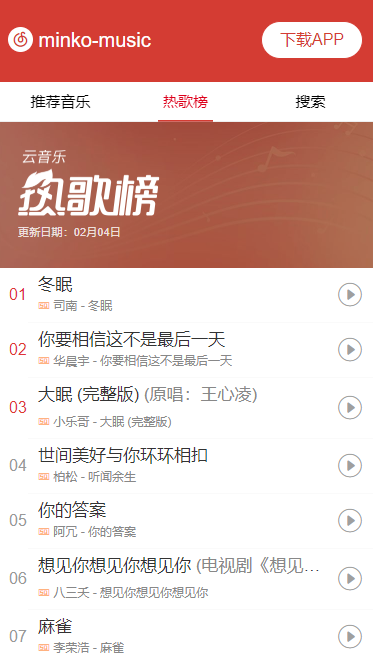 minko-music
下载APP
推荐音乐 热歌榜 搜索
云音乐
热歌榜
更新日期：02月04日
01 冬眠
SQ 司南 - 冬眠
02 你要相信这不是最后一天
SQ 华晨宇 - 你要相信这不是最后一天
03 大眠 (完整版) (原唱：王心凌)
SQ 小乐哥 - 大眠 (完整版)
04 世间美好与你环环相扣
SQ 柏松 - 听闻余生
05 你的答案
SQ 阿冗 - 你的答案
06 想见你想见你想见你 (电视剧《想见...
SQ 八三夭 - 想见你想见你想见你
07 麻雀
SQ 李荣浩 - 麻雀